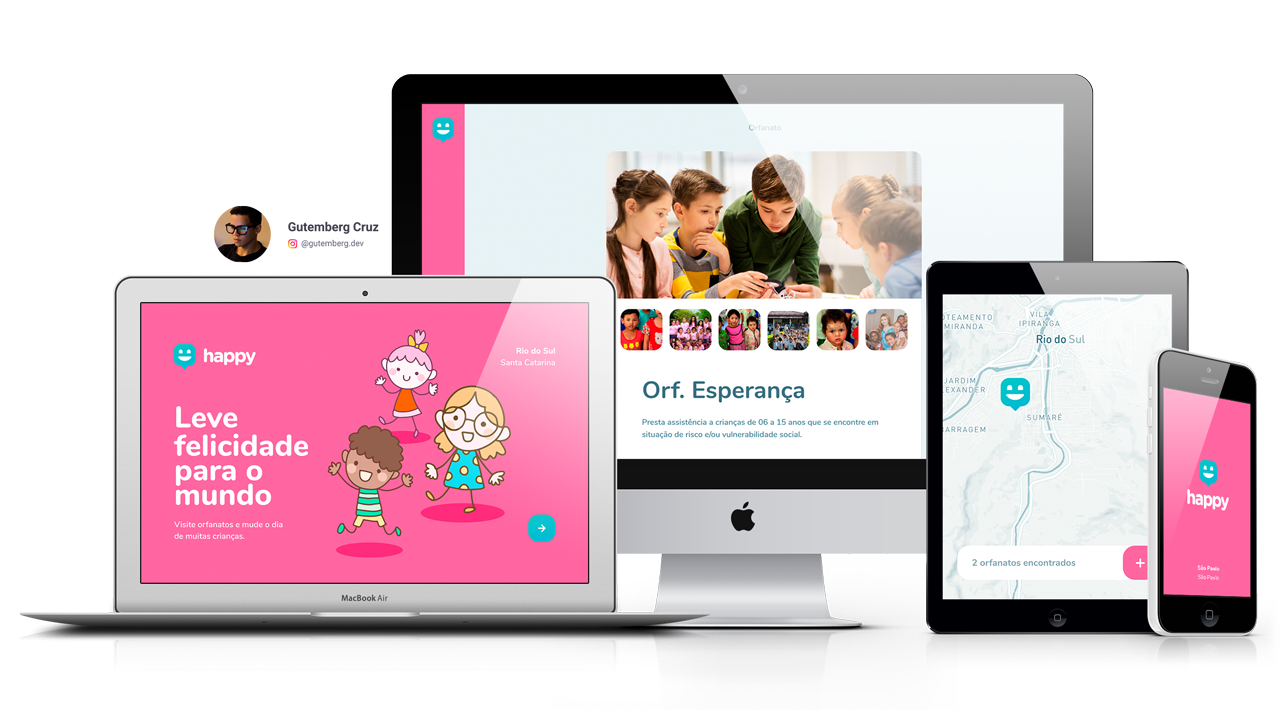 Gutemberg Cruz
@gutemberg.dev
happy
Rio do Sul
Santa Catarina
Leve
felicidade
para o
mundo
Visite orfanatos e mude o dia
de muitas crianças.
MacBook Air
Orfanato
Orf. Esperança
Presta assistência a crianças de 06 a 15 anos que se encontre em
situação de risco e/ou vulnerabilidade social.
OTEAMENTO
MIRANDA
VILA
IPIRANGA
Rio do Sul
JARDIM
LEXANDER
SUMARÉ
BARRAGEM
2 orfanatos encontrados
+
happy
São Paulo
São Paulo